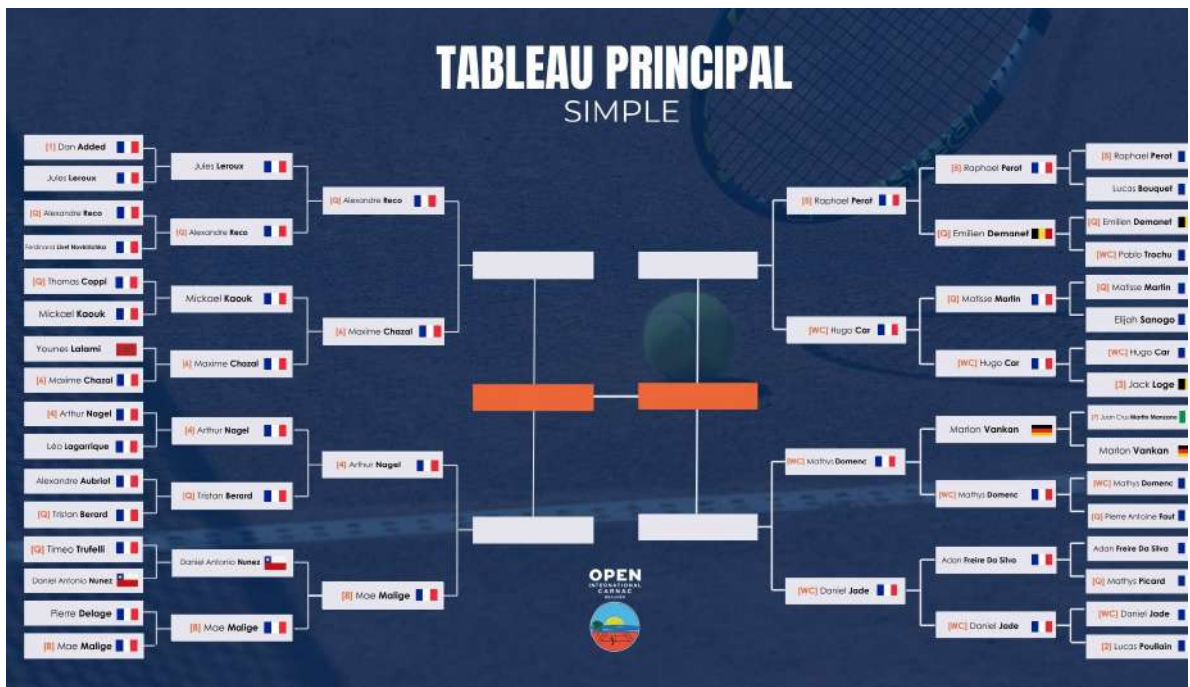 TABLEAU PRINCIPAL
SIMPLE
[1] Dan Added
Jules Leroux
[Q] Alexandre Reco
[Q] Thomas Coppi
Mickael Kaouk
Younes Lalami
[6] Maxime Chazal
[4] Arthur Nagel
Léo Lagarrigue
Alexandre Aubriot
[Q] Tristan Berard
[Q] Timeo Trufelli
Daniel Antonio Nunez
Pierre Delage
[8] Mae Malige
Jules Leroux
[Q] Alexandre Reco
Mickael Kaouk
[6] Maxime Chazal
[4] Arthur Nagel
[Q] Tristan Berard
Daniel Antonio Nunez
[8] Mae Malige
[Q] Alexandre Reco
[6] Maxime Chazal
[4] Arthur Nagel
[8] Mae Malige
[5] Raphael Perot
[WC] Hugo Car
[WC] Mathys Domenc
[WC] Daniel Jade
[5] Raphael Perot
[Q] Emilien Demanet
[Q] Matisse Martin
[WC] Hugo Car
Marlon Vankan
[WC] Mathys Domenc
Adan Freire Da Silva
[WC] Daniel Jade
[5] Raphael Perot
Lucas Bouquet
[Q] Emilien Demanet
[WC] Pablo Trochu
[Q] Matisse Martin
Elijah Sanogo
[WC] Hugo Car
[3] Jack Loge
[7] Juan Cruz Martin Manzano
Marlon Vankan
[WC] Mathys Domenc
[Q] Pierre Antoine Faut
Adan Freire Da Silva
[Q] Mathys Picard
[WC] Daniel Jade
[2] Lucas Poullain
OPEN
INTERNATIONAL
CARNAC